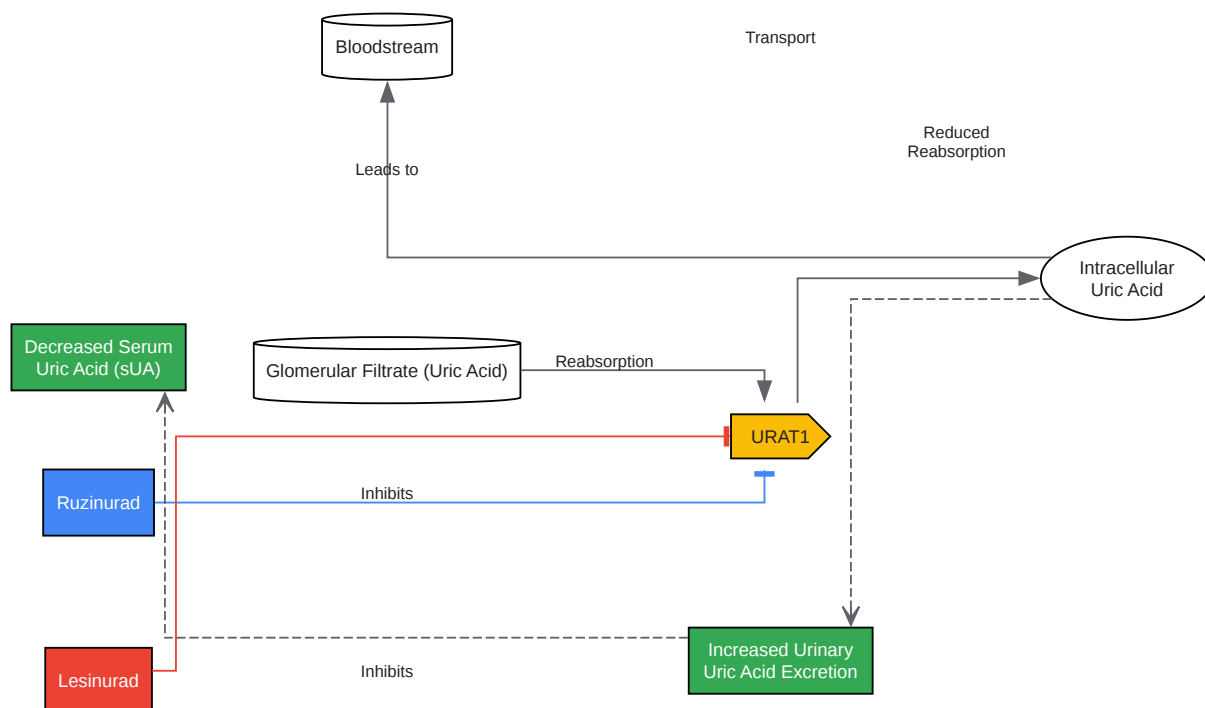 Bloodstream
Transport
Reduced
Reabsorption
Leads to
Intracellular
Uric Acid
Decreased Serum
Uric Acid (sUA)
Glomerular Filtrate (Uric Acid)
Reabsorption
URAT1
Ruzinurad
Inhibits
Increased Urinary
Uric Acid Excretion
Lesinurad
Inhibits